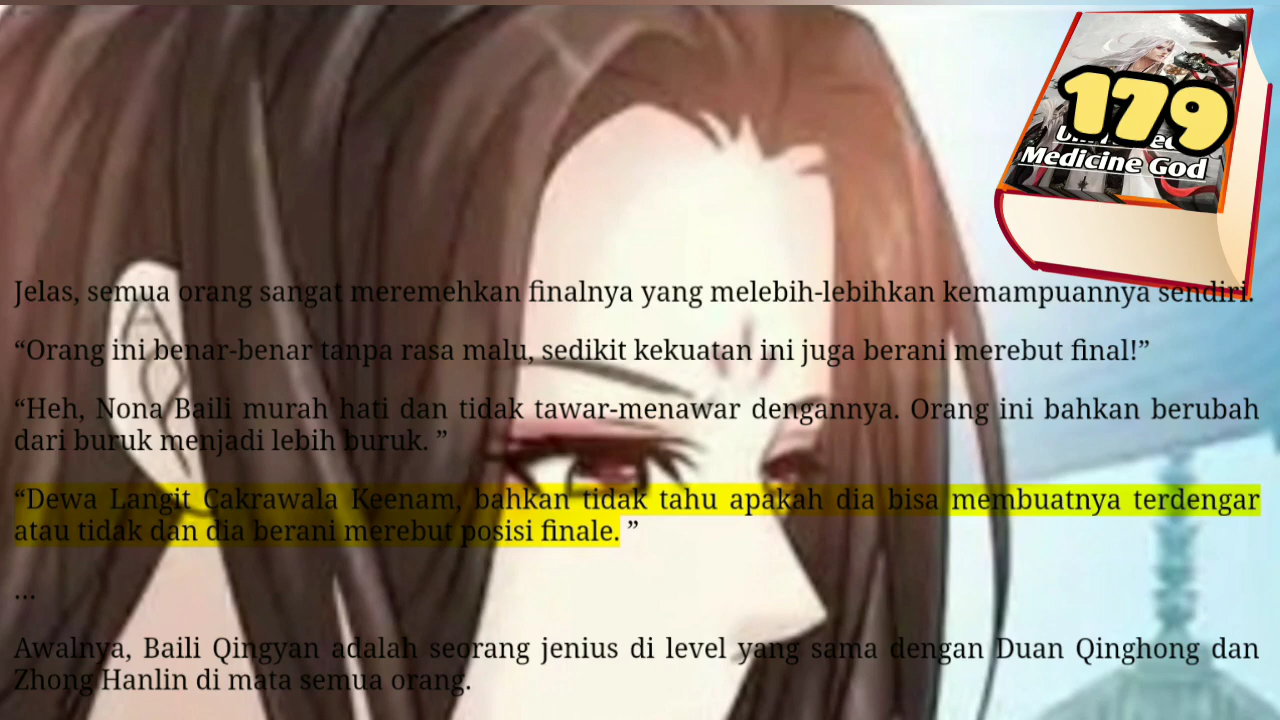 179
Medicine God
Jelas, semua orang sangat meremehkan finalnya yang melebih-lebihkan kemampuannya sendiri.
“Orang ini benar-benar tanpa rasa malu, sedikit kekuatan ini juga berani merebut final!”
“Heh, Nona Baili murah hati dan tidak tawar-menawar dengannya. Orang ini bahkan berubah
dari buruk menjadi lebih buruk. ”
“Dewa Langit Cakrawala Keenam, bahkan tidak tahu apakah dia bisa membuatnya terdengar
atau tidak dan dia berani merebut posisi finale. ”
…
Awalnya, Baili Qingyan adalah seorang jenius di level yang sama dengan Duan Qinghong dan
Zhong Hanlin di mata semua orang.